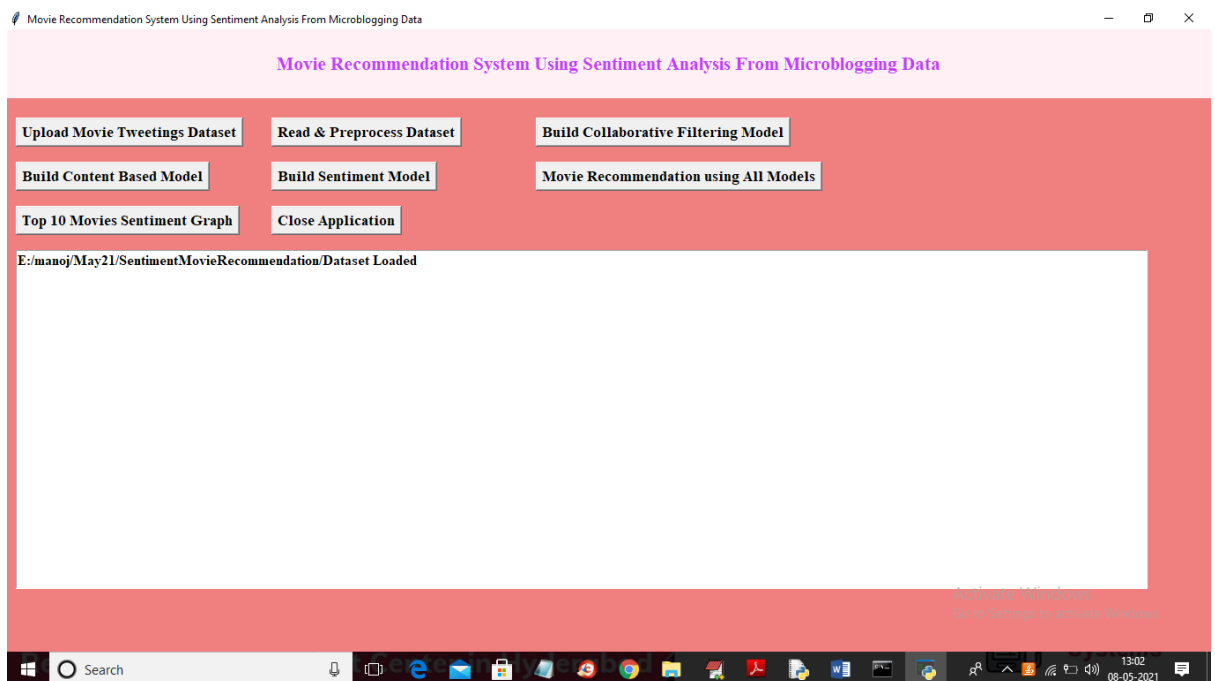 Movie Recommendation System Using Sentiment Analysis From Microblogging Data
Movie Recommendation System Using Sentiment Analysis From Microblogging Data
Upload Movie Tweetings Dataset Read & Preprocess Dataset Build Collaborative Filtering Model
Build Content Based Model Build Sentiment Model Movie Recommendation using All Models
Top 10 Movies Sentiment Graph Close Application
E:/manoj/May21/SentimentMovieRecommendation/Dataset Loaded
Activate Windows
Search
13:02
08-05-2021